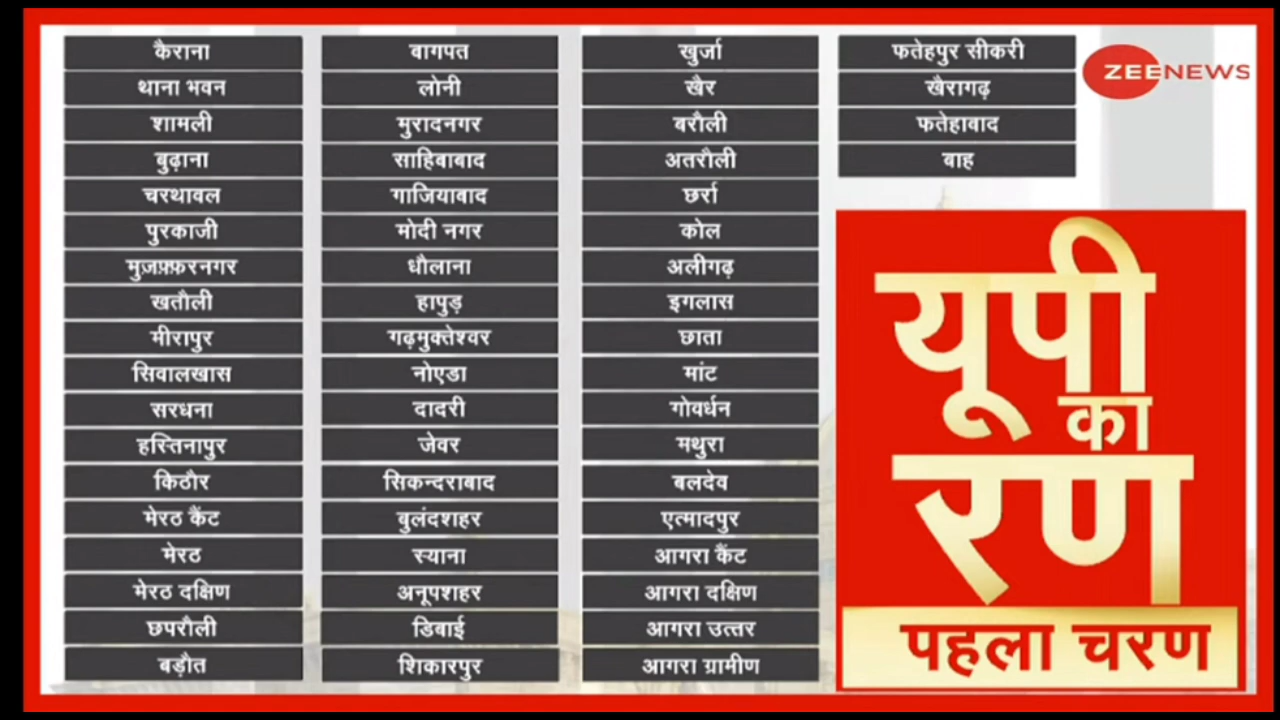 कैराना
थाना भवन
शामली
बुढ़ाना
चरथावल
पुरकाजी
मुज़फ़्फ़रनगर
खतौली
मीरापुर
सिवालखास
सरधना
हस्तिनापुर
किठौर
मेरठ कैंट
मेरठ
मेरठ दक्षिण
छपरौली
बड़ौत
बागपत
लोनी
मुरादनगर
साहिबाबाद
गाजियाबाद
मोदी नगर
धौलाना
हापुड़
गढ़मुक्तेश्वर
नोएडा
दादरी
जेवर
सिकन्दराबाद
बुलंदशहर
स्याना
अनूपशहर
डिबाई
शिकारपुर
खुर्जा
खैर
बरौली
अतरौली
छर्रा
कोल
अलीगढ़
इगलास
छाता
मांट
गोवर्धन
मथुरा
बलदेव
एत्मादपुर
आगरा कैंट
आगरा दक्षिण
आगरा उत्तर
आगरा ग्रामीण
फतेहपुर सीकरी
खैरागढ़
फतेहाबाद
बाह
ZEENEWS
यूपी
का
रण
पहला चरण